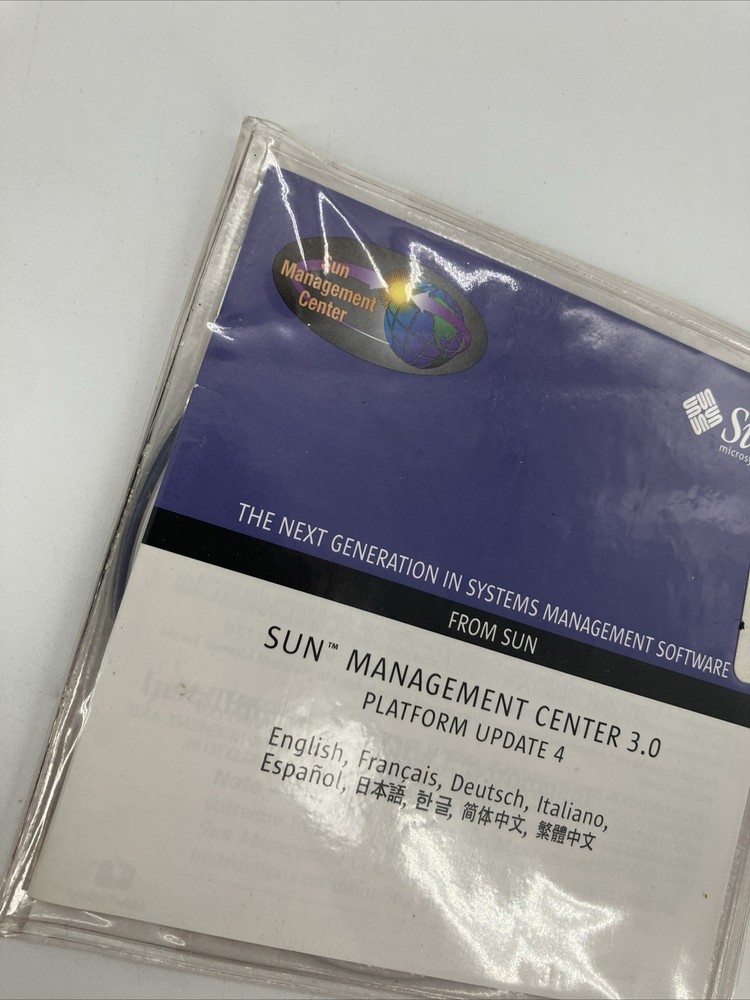 Sun
Management
Center
Sun
THE NEXT GENERATION IN SYSTEMS MANAGEMENT SOFTWARE
FROM SUN
SUN™ MANAGEMENT CENTER 3.0
PLATFORM UPDATE 4
English, Français, Deutsch, Italiano,
Español, 日本語, 한글, 简体中文, 繁體中文